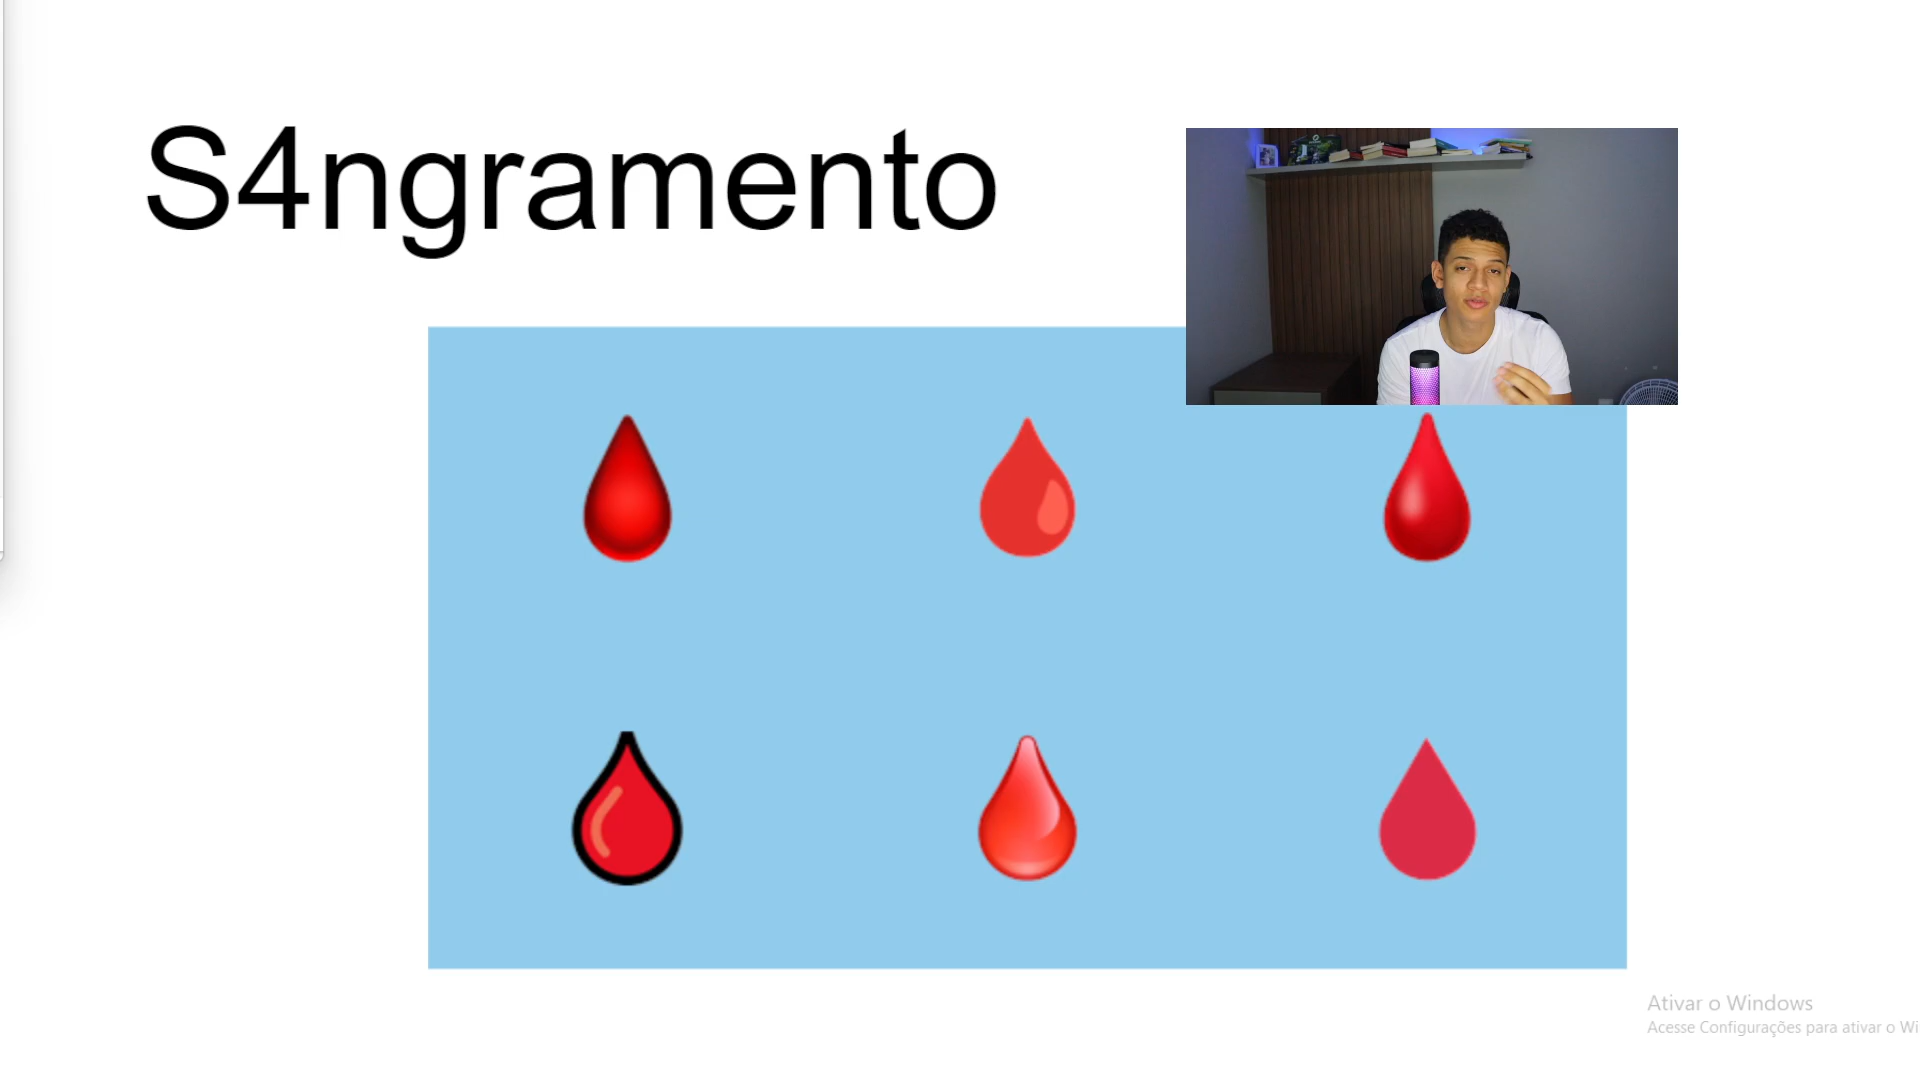 S4ngramento
Ativar o Windows
Acesse Configurações para ativar o Wi